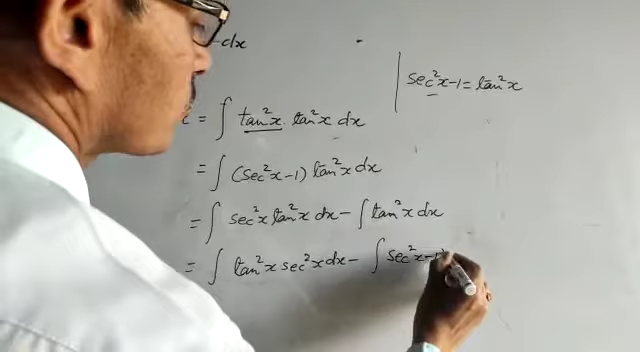 dx
sec²x-1 = tan²x
= ∫ tan²x. tan²x dx
= ∫ (sec²x-1) tan²x dx
= ∫ sec²x tan²x dx - ∫ tan²x dx
= ∫ tan²x sec²x dx - ∫ sec²x-1